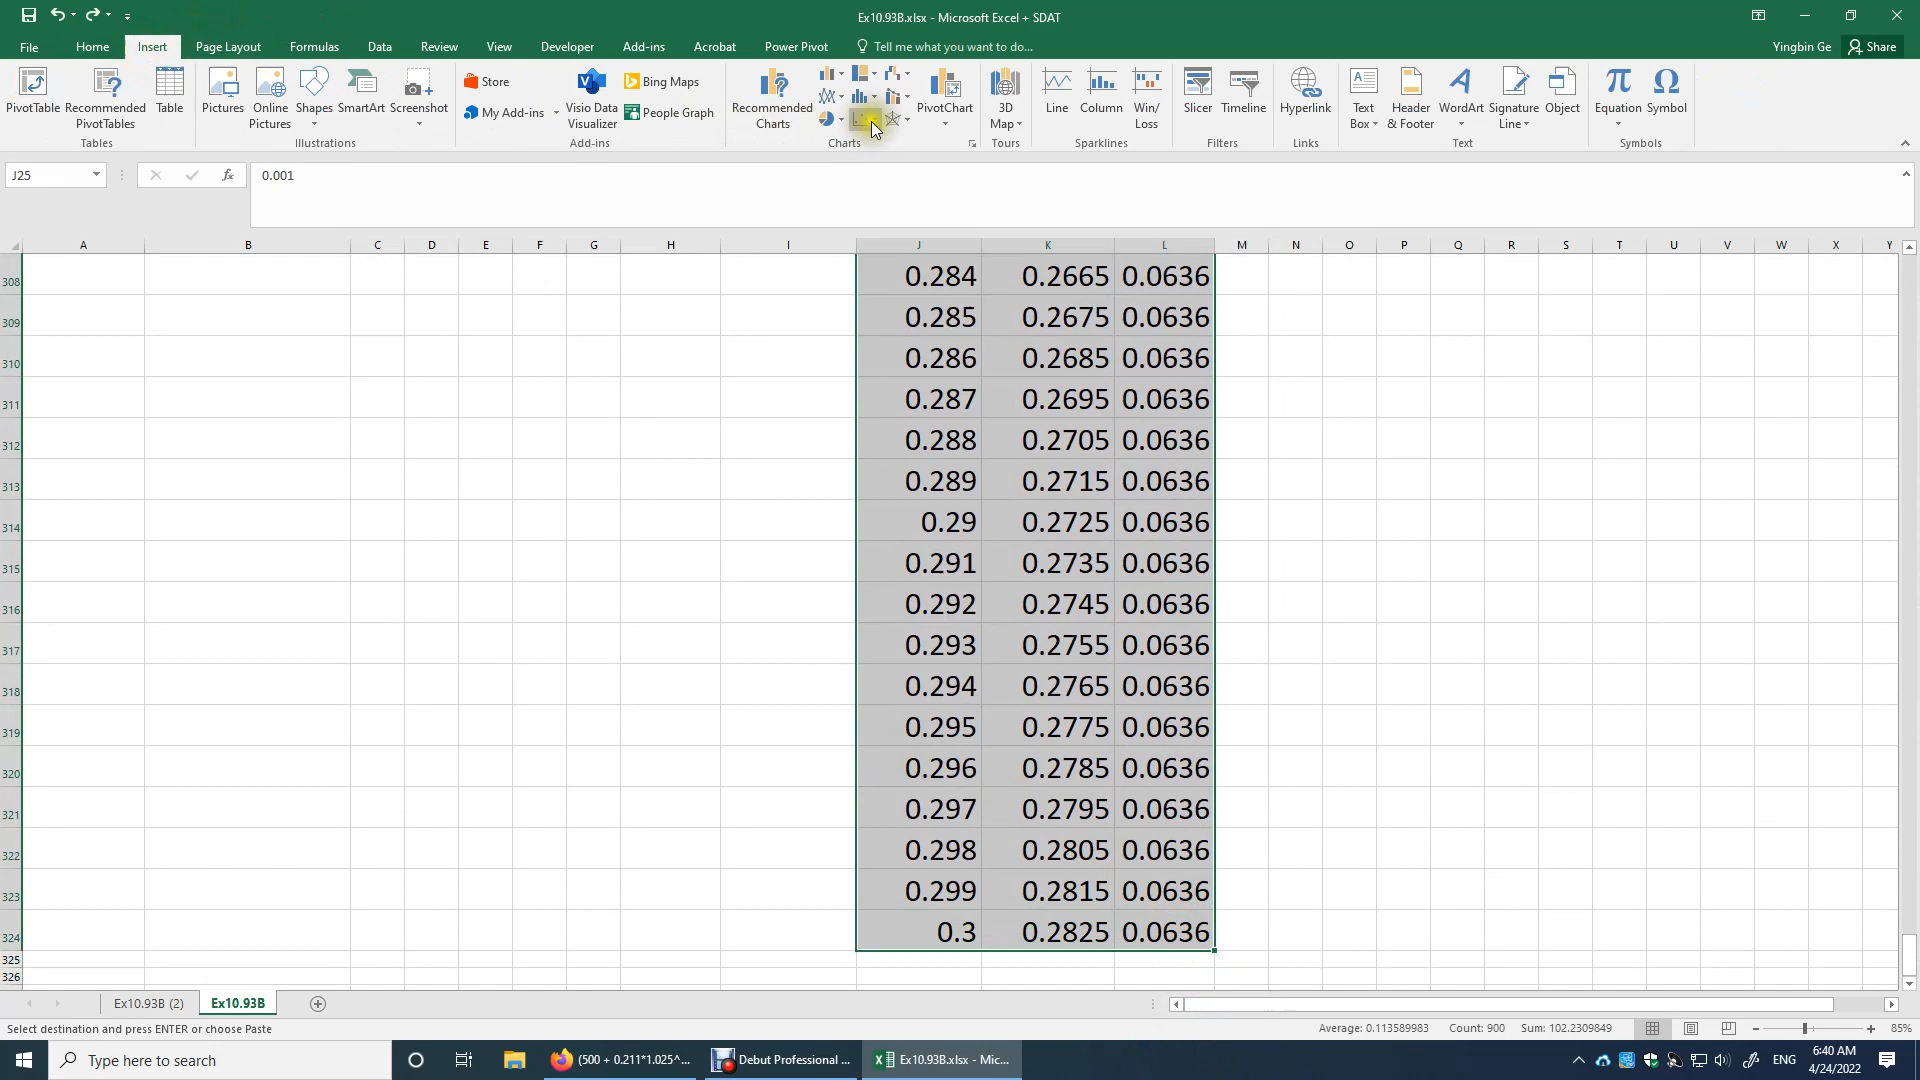 Ex10.93B.xlsx - Microsoft Excel + SDAT
File Home Insert Page Layout Formulas Data Review View Developer Add-ins Acrobat Power Pivot Tell me what you want to do... Yingbin Ge Share
PivotTable Recommended PivotTables Table
Tables
Pictures Online Pictures Shapes SmartArt Screenshot
Illustrations
Store
My Add-ins
Visio Data Visualizer
Bing Maps
People Graph
Add-ins
Recommended Charts
PivotChart
Charts
3D Map
Tours
Line Column Win/ Loss
Sparklines
Slicer Timeline
Filters
Hyperlink
Links
Text Box Header & Footer WordArt Signature Line Object
Text
Equation Symbol
Symbols
J25 fx 0.001
A B C D E F G H I J K L M N O P Q R S T U V W X Y
308 0.284 0.2665 0.0636
309 0.285 0.2675 0.0636
310 0.286 0.2685 0.0636
311 0.287 0.2695 0.0636
312 0.288 0.2705 0.0636
313 0.289 0.2715 0.0636
314 0.29 0.2725 0.0636
315 0.291 0.2735 0.0636
316 0.292 0.2745 0.0636
317 0.293 0.2755 0.0636
318 0.294 0.2765 0.0636
319 0.295 0.2775 0.0636
320 0.296 0.2785 0.0636
321 0.297 0.2795 0.0636
322 0.298 0.2805 0.0636
323 0.299 0.2815 0.0636
324 0.3 0.2825 0.0636
325
326
Ex10.93B (2) Ex10.93B
Select destination and press ENTER or choose Paste Average: 0.113589983 Count: 900 Sum: 102.2309849 85%
Type here to search (500 + 0.211*1.025^... Debut Professional ... Ex10.93B.xlsx - Mic... ENG 6:40 AM
4/24/2022